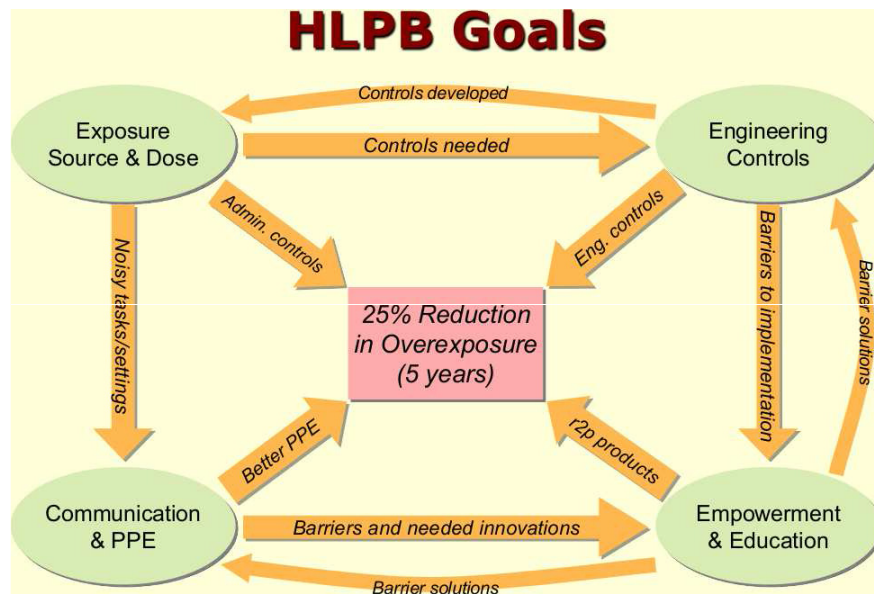 HLPB Goals
Controls developed
Exposure
Source & Dose
Engineering
Controls
Controls needed
Admin. controls
Eng. controls
Noisy tasks/settings
Barriers to implementation
Barrier solutions
25% Reduction
in Overexposure
(5 years)
Better PPE
r2p products
Communication
& PPE
Barriers and needed innovations
Empowerment
& Education
Barrier solutions